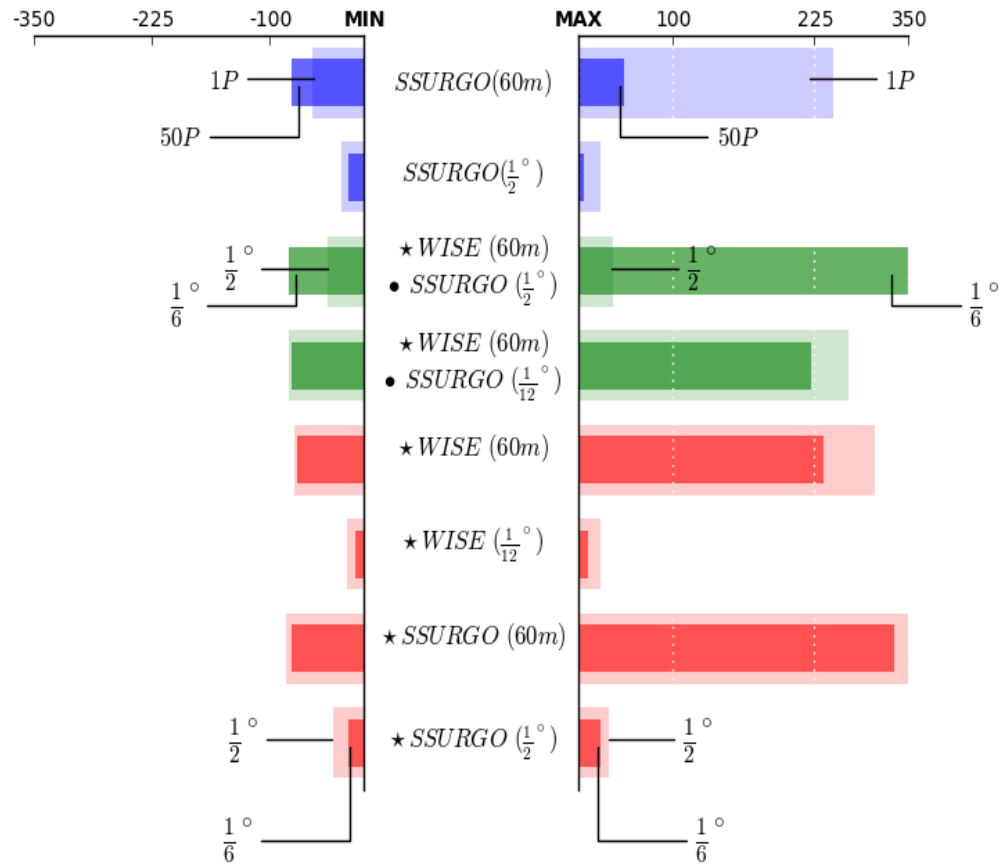 -350 -225 -100 MIN MAX 100 225 350
1P SSURGO(60m) 1P
50P 50P
SSURGO(1/2°)
★WISE (60m)
1/2° • SSURGO (1/2°) 1/2°
1/6° 1/6°
★WISE (60m)
• SSURGO (1/12°)
★WISE (60m)
★WISE (1/12°)
★SSURGO (60m)
1/2° ★SSURGO (1/2°) 1/2°
1/6° 1/6°